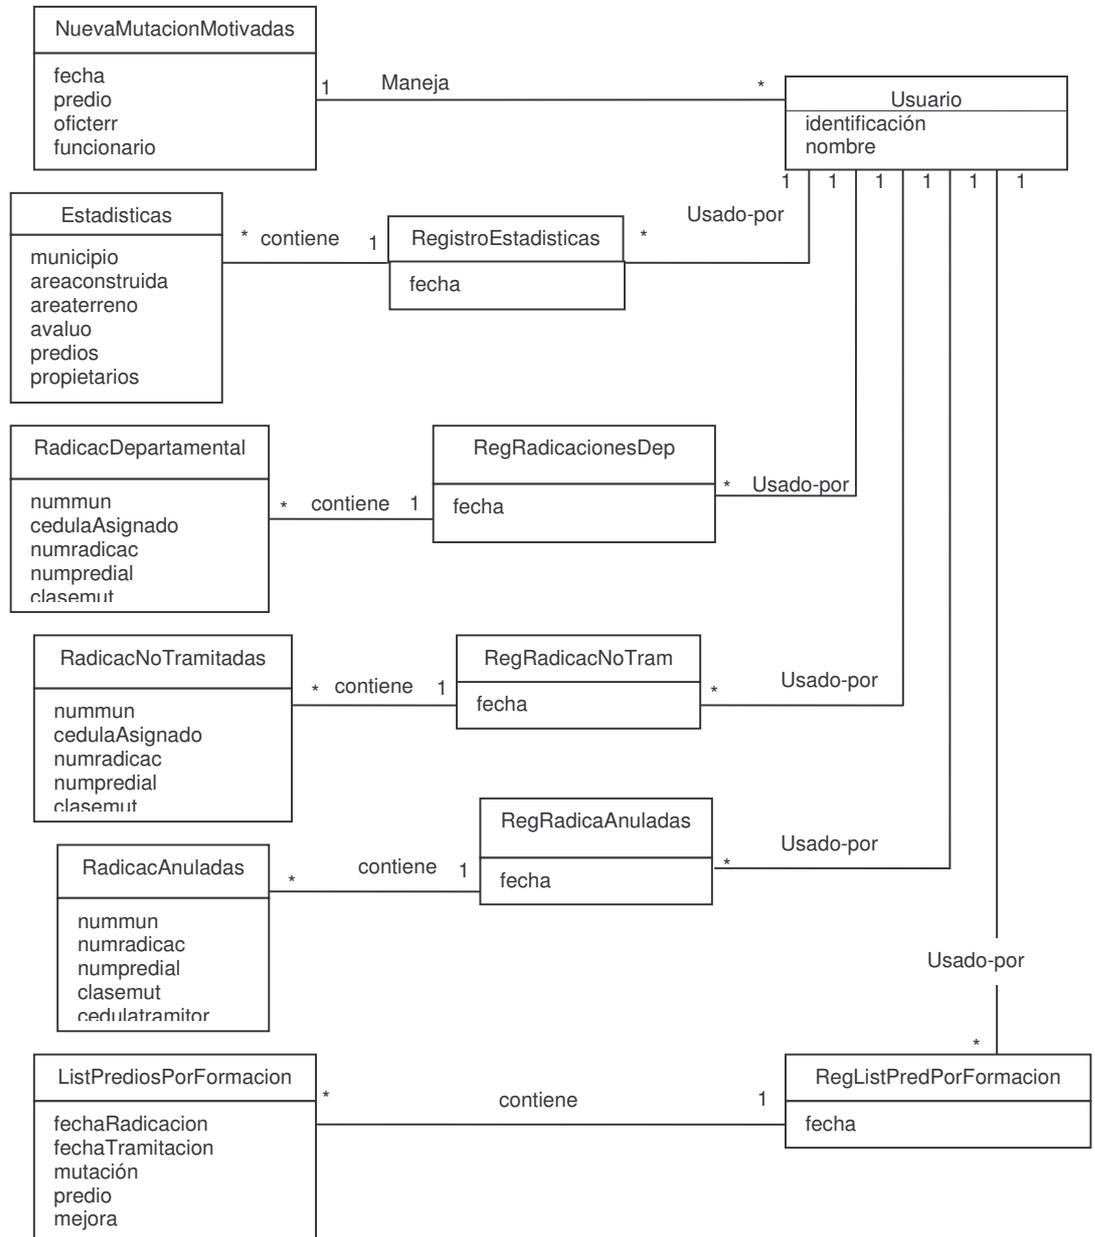 NuevaMutacionMotivadas
fecha
predio
oficterr
funcionario
1
Maneja
*
Usuario
identificación
nombre
1 1 1 1 1 1
Estadisticas
municipio
areaconstruida
areaterreno
avaluo
predios
propietarios
* contiene 1
RegistroEstadisticas
fecha
*
Usado-por
RadicacDepartamental
nummun
cedulaAsignado
numradicac
numpredial
clasemut
* contiene 1
RegRadicacionesDep
fecha
* Usado-por
RadicacNoTramitadas
nummun
cedulaAsignado
numradicac
numpredial
clasemut
* contiene 1
RegRadicacNoTram
fecha
*
Usado-por
RadicacAnuladas
nummun
numradicac
numpredial
clasemut
cedulatramitor
* contiene 1
RegRadicaAnuladas
fecha
*
Usado-por
Usado-por
*
ListPrediosPorFormacion
fechaRadicacion
fechaTramitacion
mutación
predio
mejora
* contiene 1
RegListPredPorFormacion
fecha